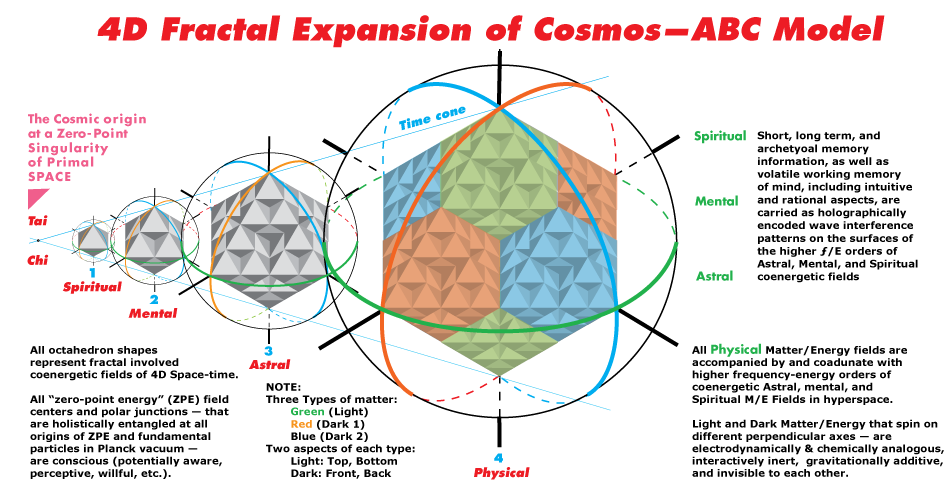 4D Fractal Expansion of Cosmos—ABC Model
The Cosmic origin
at a Zero-Point
Singularity
of Primal
SPACE
Tai
Chi
1
Spiritual
2
Mental
3
Astral
Time cone
4
Physical
Spiritual
Mental
Astral
Short, long term, and
archetyoal memory
information, as well as
volatile working memory
of mind, including intuitive
and rational aspects, are
carried as holographically
encoded wave interference
patterns on the surfaces of
the higher ƒ/E orders of
Astral, Mental, and Spiritual
coenergetic fields
All octahedron shapes
represent fractal involved
coenergetic fields of 4D Space-time.
All “zero-point energy” (ZPE) field
centers and polar junctions — that
are holistically entangled at all
origins of ZPE and fundamental
particles in Planck vacuum —
are conscious (potentially aware,
perceptive, willful, etc.).
NOTE:
Three Types of matter:
Green (Light)
Red (Dark 1)
Blue (Dark 2)
Two aspects of each type:
Light: Top, Bottom
Dark: Front, Back
All Physical Matter/Energy fields are
accompanied by and coadunate with
higher frequency-energy orders of
coenergetic Astral, mental, and
Spiritual M/E Fields in hyperspace.
Light and Dark Matter/Energy that spin on
different perpendicular axes — are
electrodynamically & chemically analogous,
interactively inert,  gravitationally additive,
and invisible to each other.